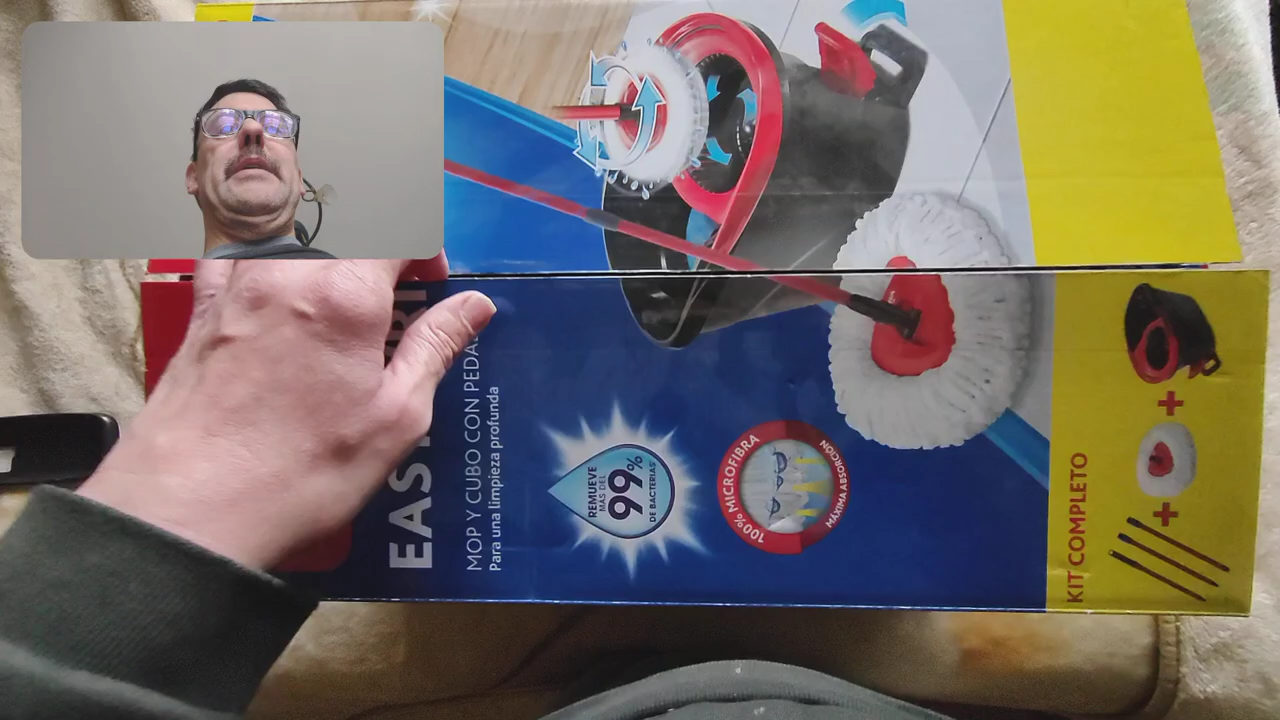 EAS
MOP Y CUBO CON PEDAL
Para una limpieza profunda
REMUEVE
MÁS DEL
99%
DE BACTERIAS
100% MICROFIBRA
MÁXIMA ABSORCIÓN
KIT COMPLETO